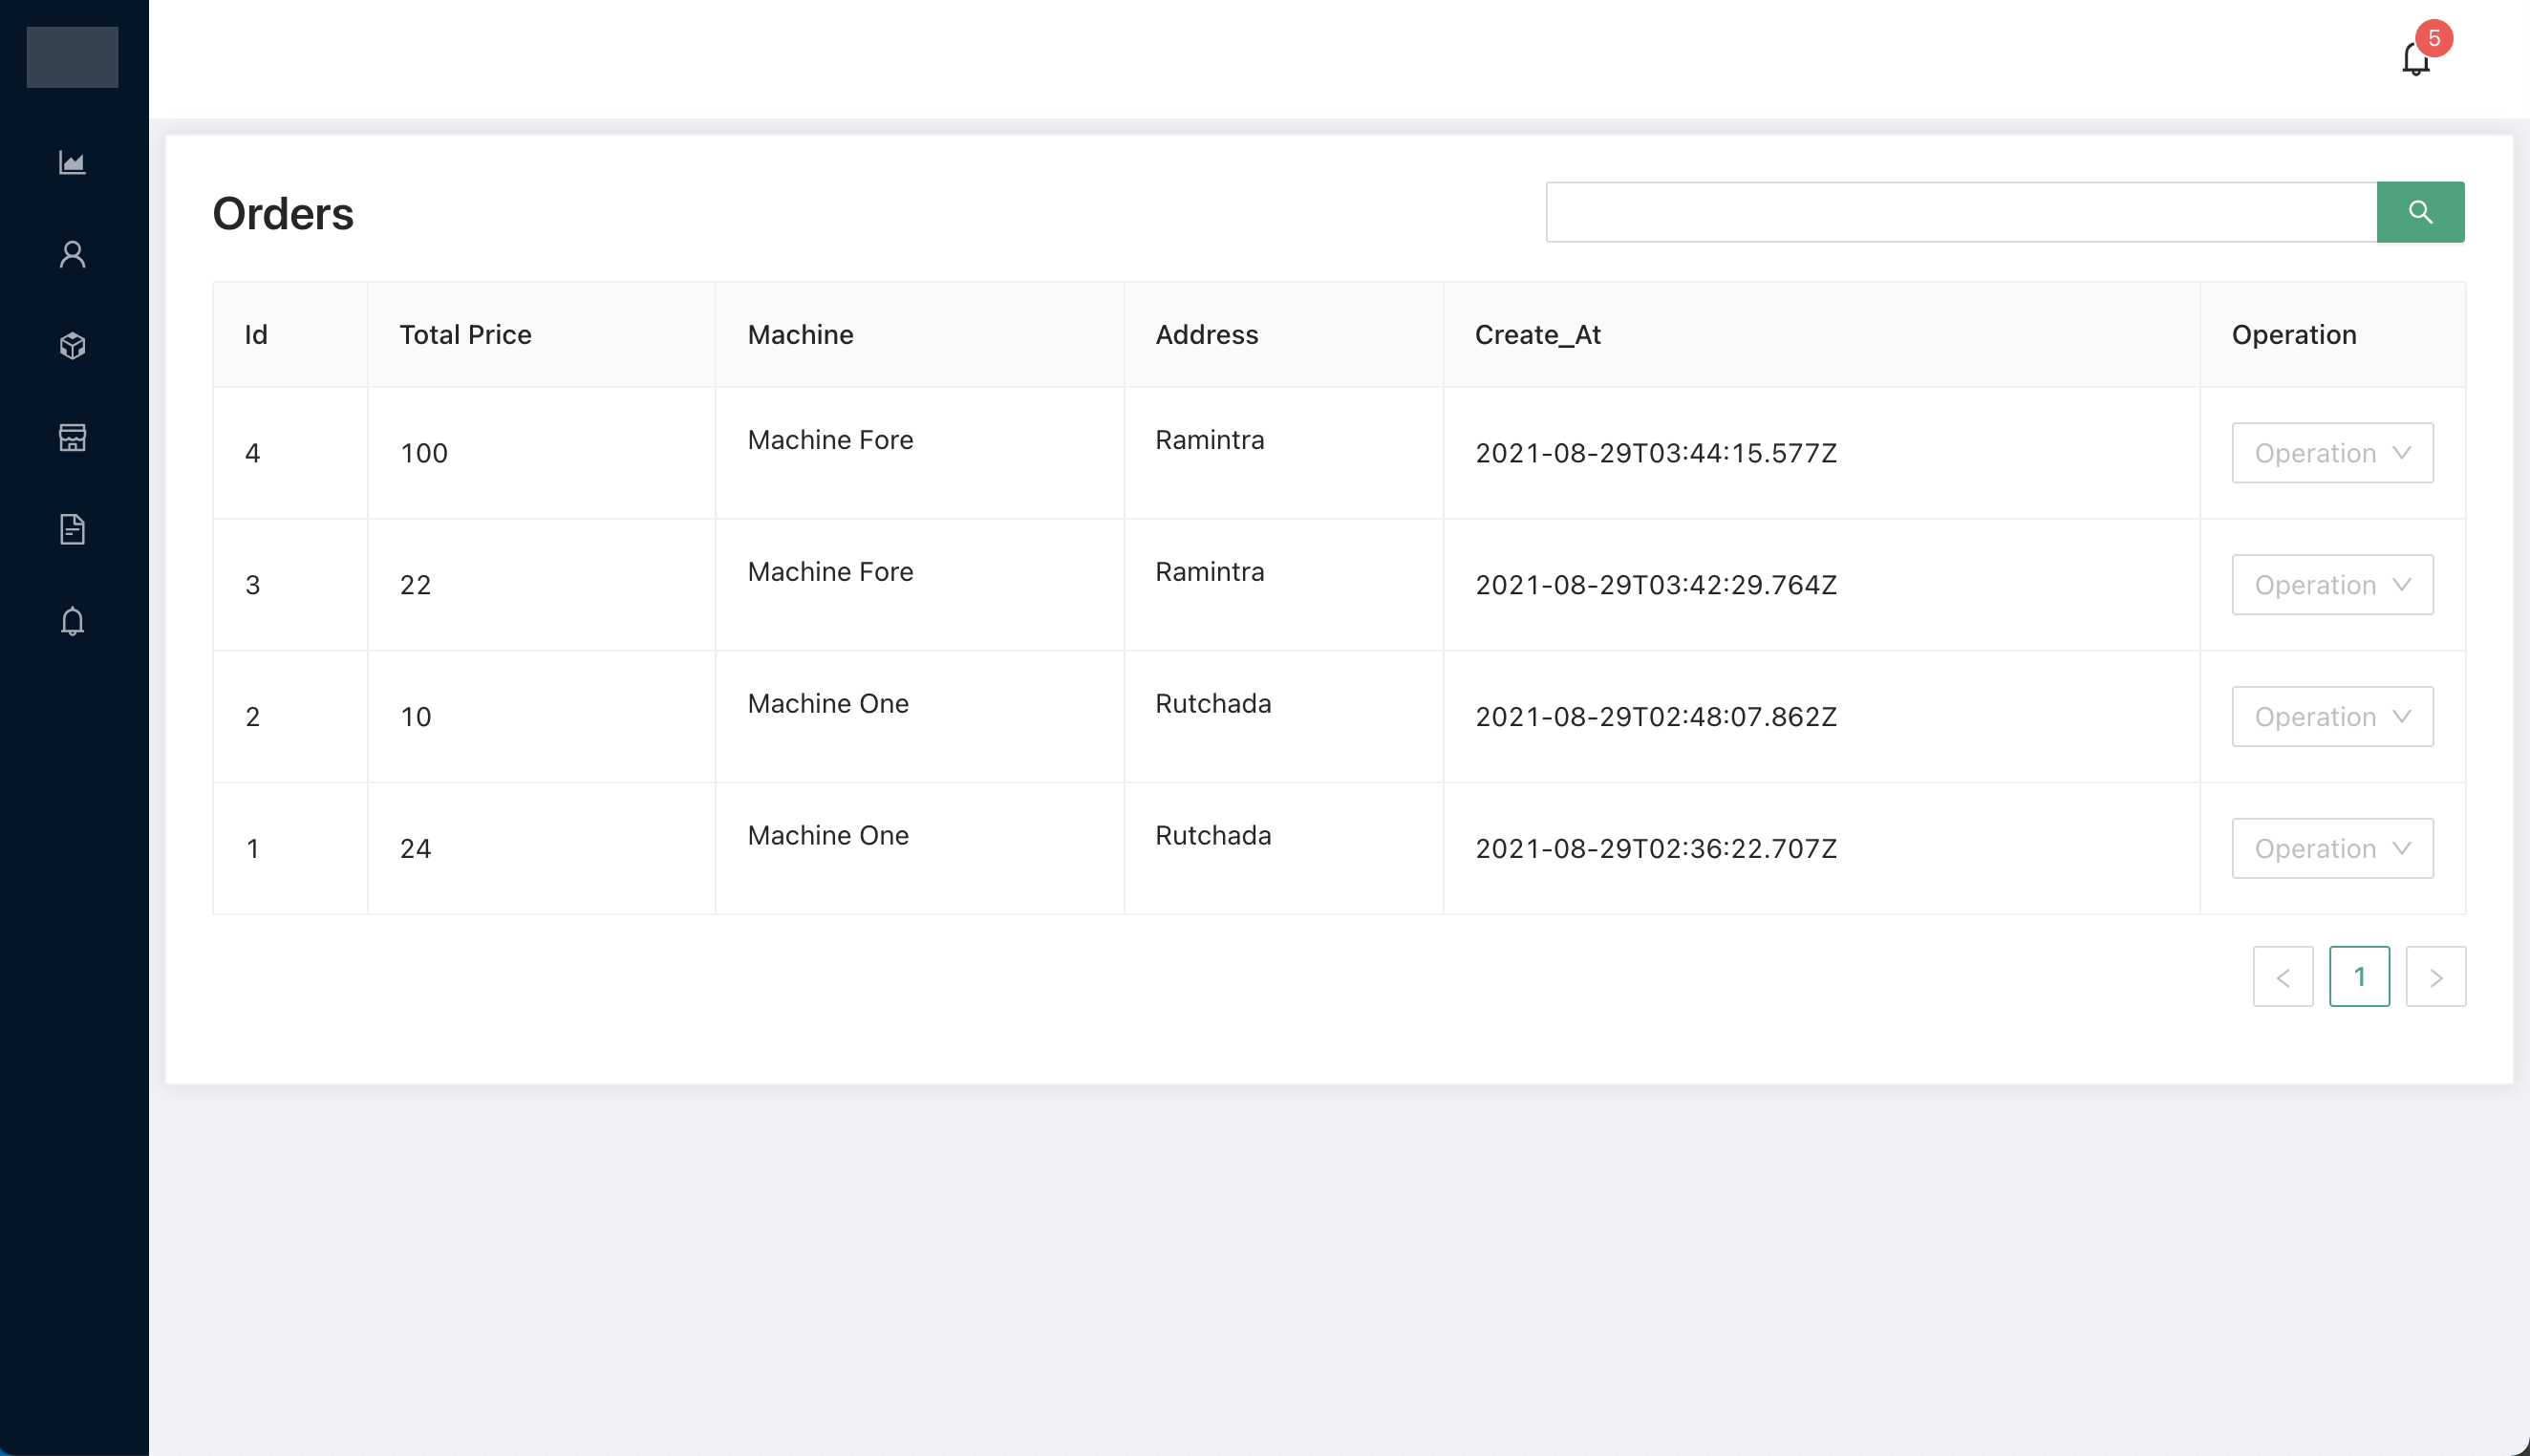 5
Orders
Id Total Price Machine Address Create_At Operation
4 100 Machine Fore Ramintra 2021-08-29T03:44:15.577Z Operation
3 22 Machine Fore Ramintra 2021-08-29T03:42:29.764Z Operation
2 10 Machine One Rutchada 2021-08-29T02:48:07.862Z Operation
1 24 Machine One Rutchada 2021-08-29T02:36:22.707Z Operation
1